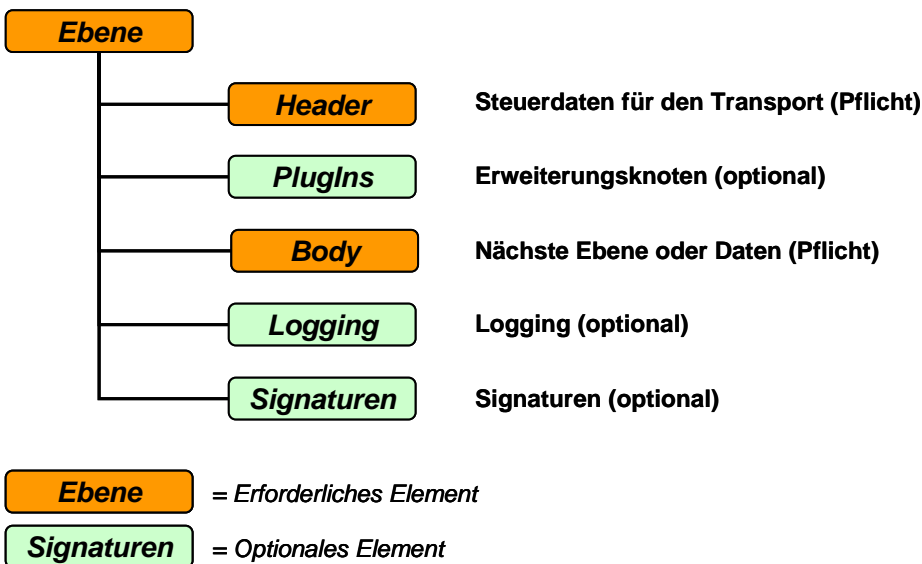 Ebene
Header Steuerdaten für den Transport (Pflicht)
PlugIns Erweiterungsknoten (optional)
Body Nächste Ebene oder Daten (Pflicht)
Logging Logging (optional)
Signaturen Signaturen (optional)
Ebene = Erforderliches Element
Signaturen = Optionales Element